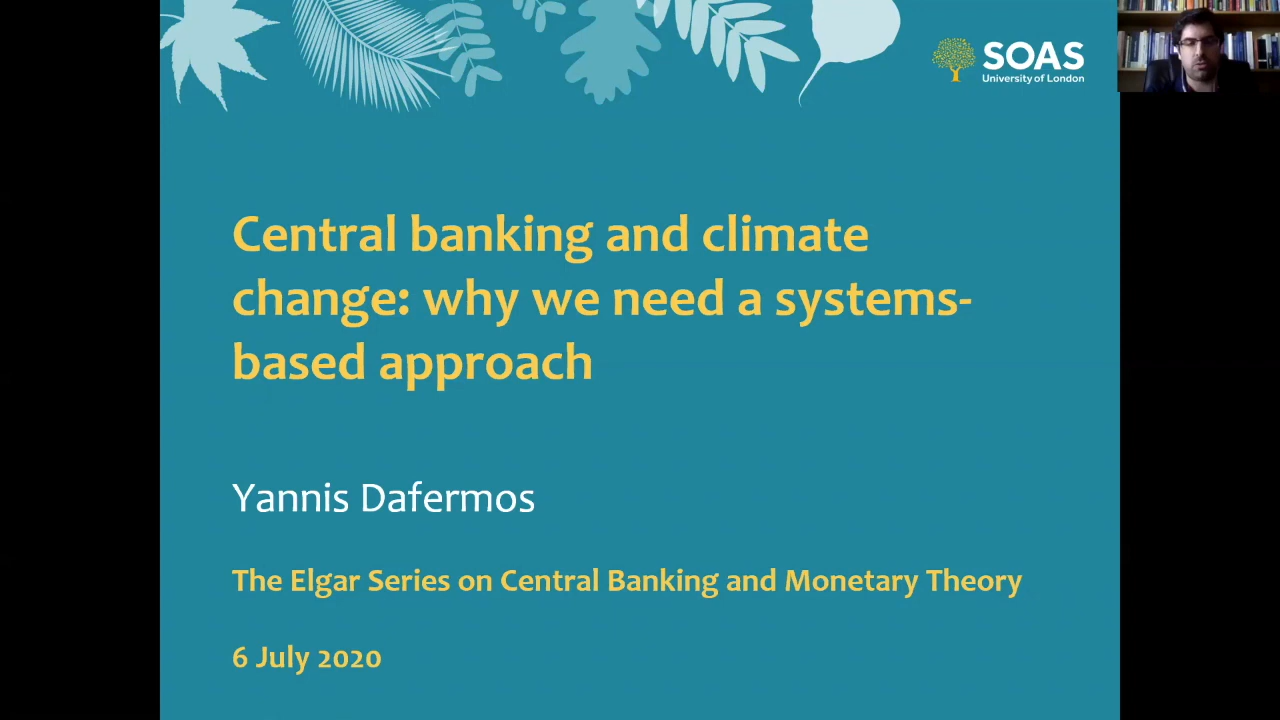 SOAS
University of London
Central banking and climate
change: why we need a systems-
based approach
Yannis Dafermos
The Elgar Series on Central Banking and Monetary Theory
6 July 2020